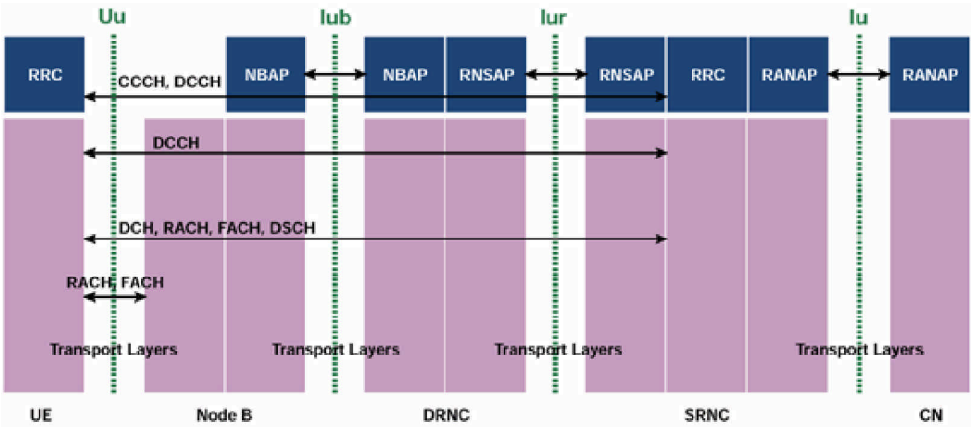 Uu Iub Iur Iu
RRC NBAP NBAP RNSAP RNSAP RRC RANAP RANAP
CCCH, DCCH
DCCH
DCH, RACH, FACH, DSCH
RACH, FACH
Transport Layers Transport Layers Transport Layers Transport Layers
UE Node B DRNC SRNC CN